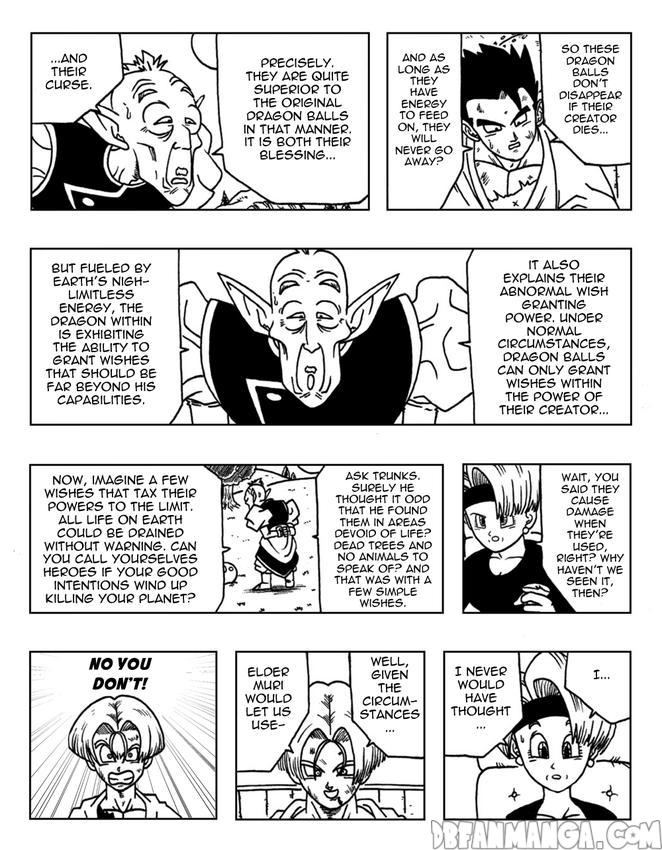 SO THESE
DRAGON
BALLS
DON'T
DISAPPEAR
IF THEIR
CREATOR
DIES...
AND AS
LONG AS
THEY
HAVE
ENERGY
TO FEED
ON, THEY
WILL
NEVER GO
AWAY?
PRECISELY.
THEY ARE QUITE
SUPERIOR TO
THE ORIGINAL
DRAGON BALLS
IN THAT MANNER.
IT IS BOTH THEIR
BLESSING...
...AND
THEIR
CURSE.
IT ALSO
EXPLAINS THEIR
ABNORMAL WISH
GRANTING
POWER. UNDER
NORMAL
CIRCUMSTANCES,
DRAGON BALLS
CAN ONLY GRANT
WISHES WITHIN
THE POWER OF
THEIR CREATOR...
BUT FUELED BY
EARTH'S NIGH-
LIMITLESS
ENERGY, THE
DRAGON WITHIN
IS EXHIBITING
THE ABILITY TO
GRANT WISHES
THAT SHOULD BE
FAR BEYOND HIS
CAPABILITIES.
WAIT, YOU
SAID THEY
CAUSE
DAMAGE
WHEN
THEY'RE
USED,
RIGHT? WHY
HAVEN'T WE
SEEN IT,
THEN?
ASK TRUNKS.
SURELY HE
THOUGHT IT ODD
THAT HE FOUND
THEM IN AREAS
DEVOID OF LIFE?
DEAD TREES AND
NO ANIMALS TO
SPEAK OF? AND
THAT WAS WITH A
FEW SIMPLE
WISHES.
NOW, IMAGINE A FEW
WISHES THAT TAX THEIR
POWERS TO THE LIMIT.
ALL LIFE ON EARTH
COULD BE DRAINED
WITHOUT WARNING. CAN
YOU CALL YOURSELVES
HEROES IF YOUR GOOD
INTENTIONS WIND UP
KILLING YOUR PLANET?
I...
I NEVER
WOULD
HAVE
THOUGHT
...
WELL,
GIVEN
THE
CIRCUM-
STANCES
...
ELDER
MURI
WOULD
LET US
USE-
NO YOU
DON'T!
DBFANMANGA.COM